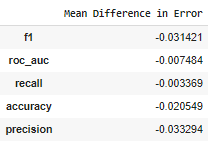 Mean Difference in Error
f1 -0.031421
roc_auc -0.007484
recall -0.003369
accuracy -0.020549
precision -0.033294